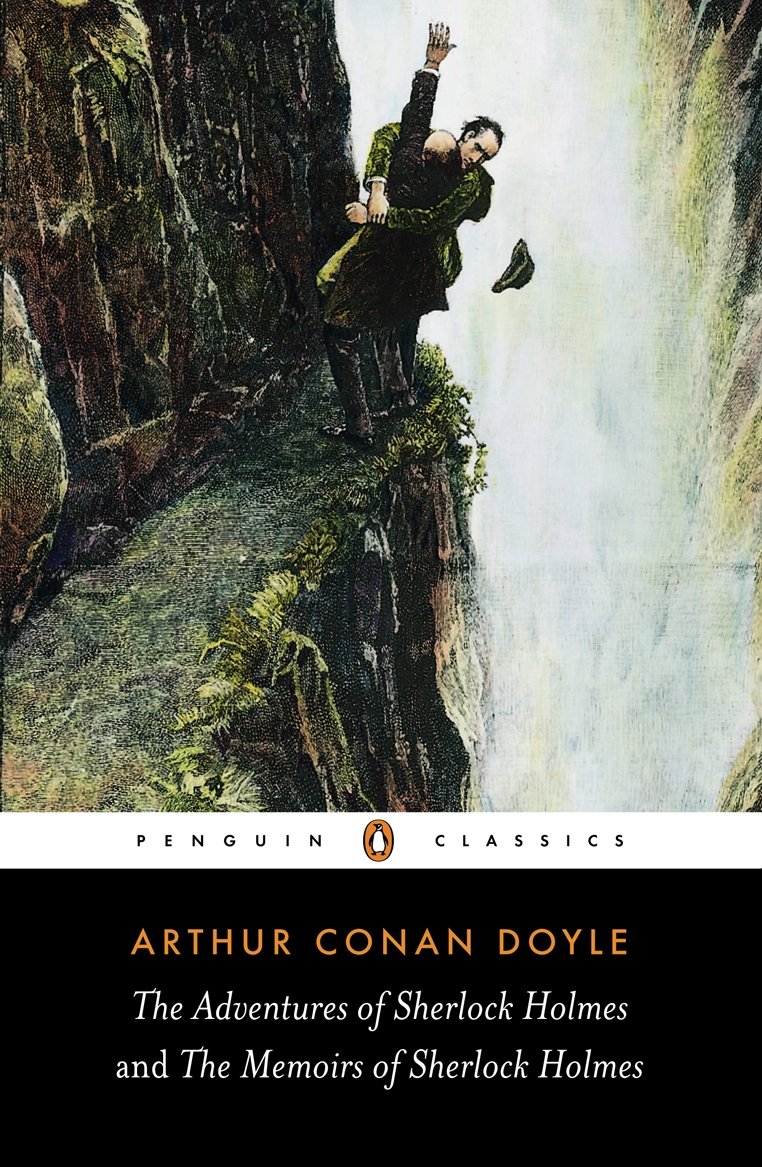 PENGUIN CLASSICS
ARTHUR CONAN DOYLE
The Adventures of Sherlock Holmes
and The Memoirs of Sherlock Holmes